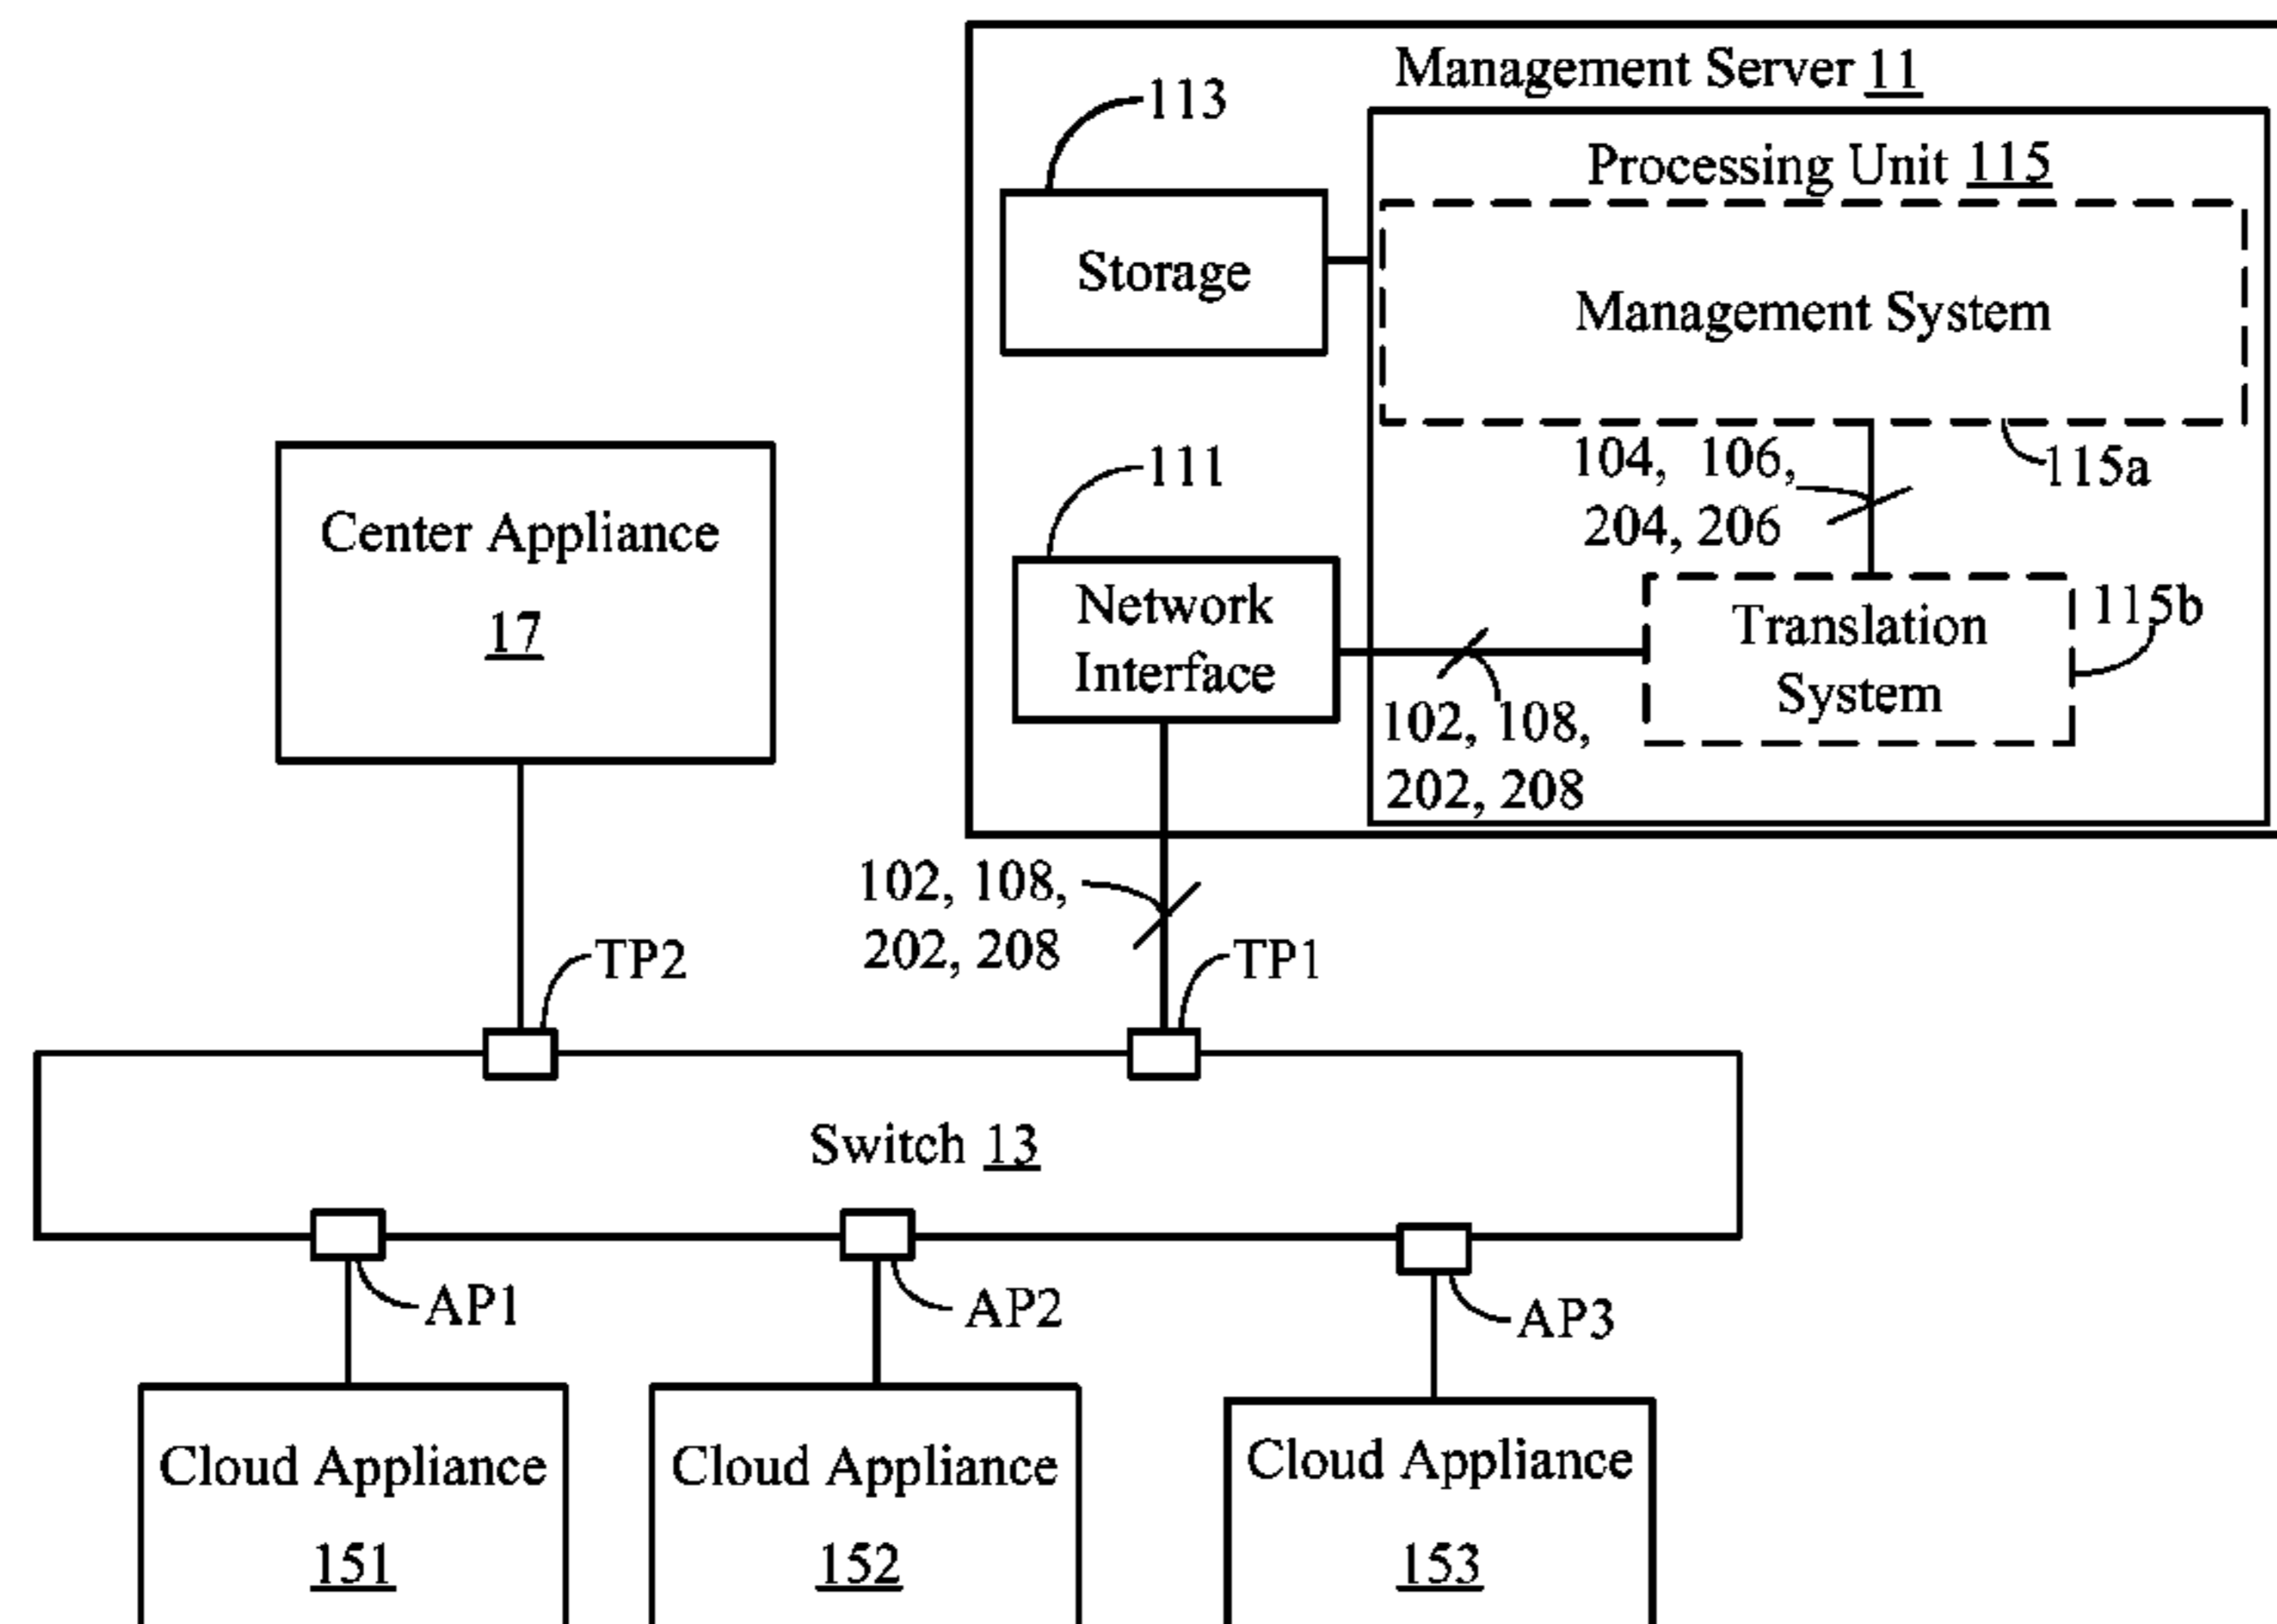 Management Server 11
113
Processing Unit 115
Storage
Management System
111
104, 106,
204, 206
115a
Center Appliance
17
Network
Interface
Translation
System
115b
102, 108,
202, 208
102, 108,
202, 208
TP2
TP1
Switch 13
AP1
AP2
AP3
Cloud Appliance
151
Cloud Appliance
152
Cloud Appliance
153